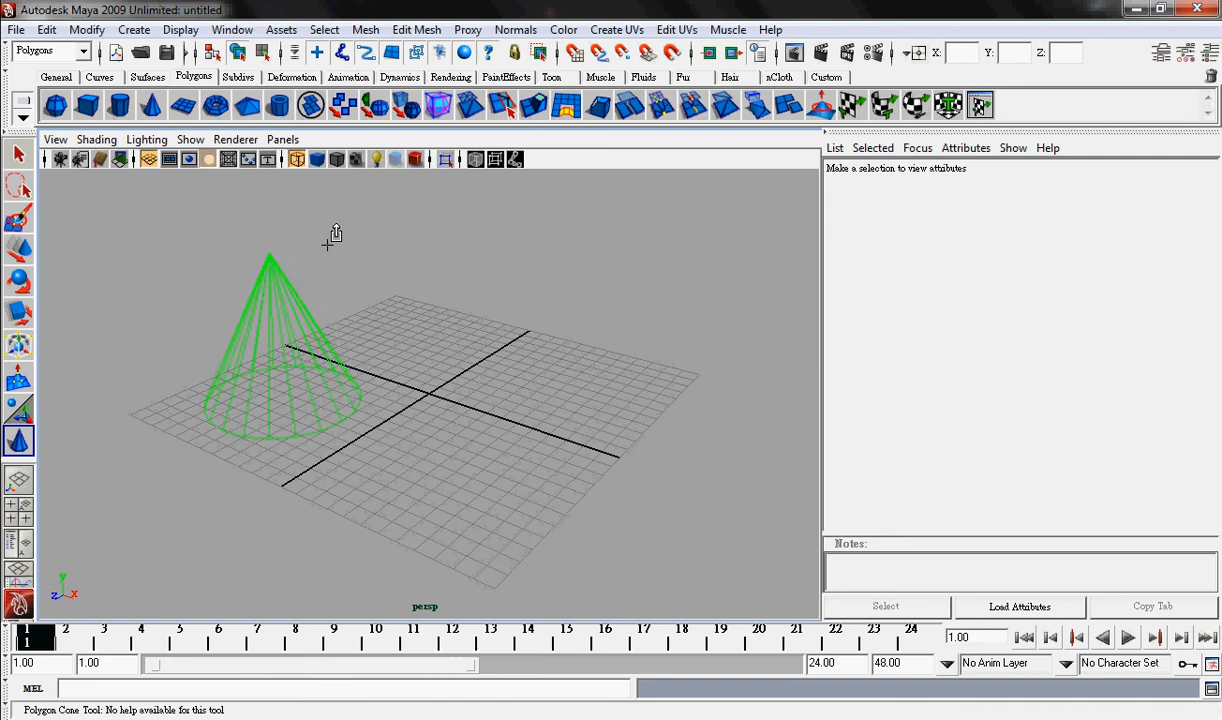 Autodesk Maya 2009 Unlimited: untitled
File Edit Modify Create Display Window Assets Select Mesh Edit Mesh Proxy Normals Color Create UVs Edit UVs Muscle Help
Polygons X: Y: Z:
General Curves Surfaces Polygons Subdivs Deformation Animation Dynamics Rendering PaintEffects Toon Muscle Fluids Fur Hair nCloth Custom
View Shading Lighting Show Renderer Panels
List Selected Focus Attributes Show Help
Make a selection to view attributes
y
z x
persp
Notes:
Select Load Attributes Copy Tab
1 2 3 4 5 6 7 8 9 10 11 12 13 14 15 16 17 18 19 20 21 22 23 24
1 1.00
1.00 1.00 24.00 48.00 No Anim Layer No Character Set
MEL
Polygon Cone Tool: No help available for this tool